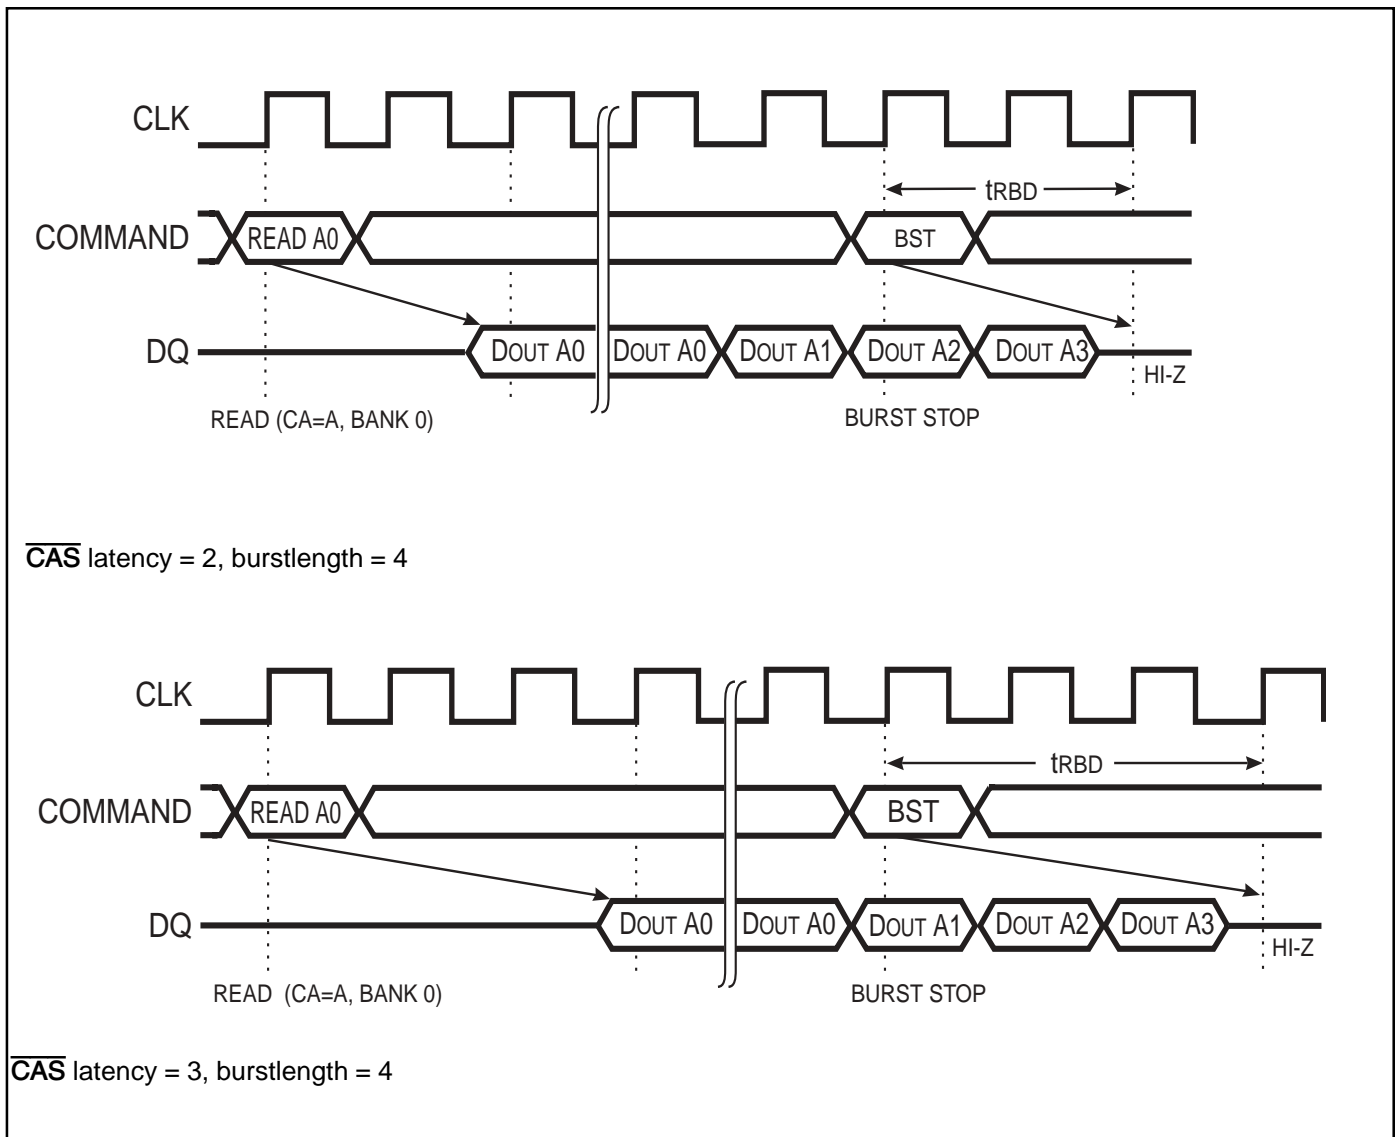 CLK
tRBD
COMMAND READ A0 BST
DQ DOUT A0 DOUT A0 DOUT A1 DOUT A2 DOUT A3
HI-Z
READ (CA=A, BANK 0) BURST STOP
CAS latency = 2, burstlength = 4
CLK
tRBD
COMMAND READ A0 BST
DQ DOUT A0 DOUT A0 DOUT A1 DOUT A2 DOUT A3
HI-Z
READ (CA=A, BANK 0) BURST STOP
CAS latency = 3, burstlength = 4